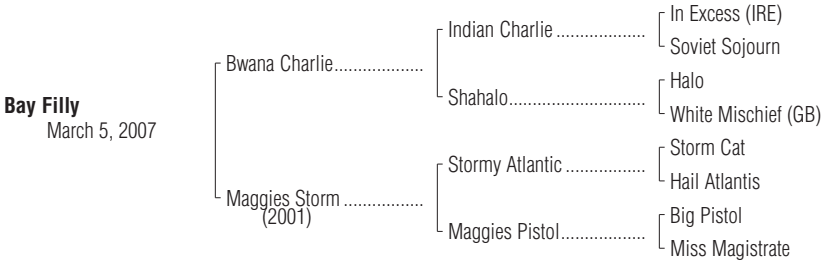 In Excess (IRE)
Indian Charlie ....................
Soviet Sojourn
Bwana Charlie...................
Halo
Shahalo.............................
White Mischief (GB)
Bay Filly
March 5, 2007
Storm Cat
Stormy Atlantic .................
Hail Atlantis
Maggies Storm .................
(2001)
Big Pistol
Maggies Pistol..................
Miss Magistrate